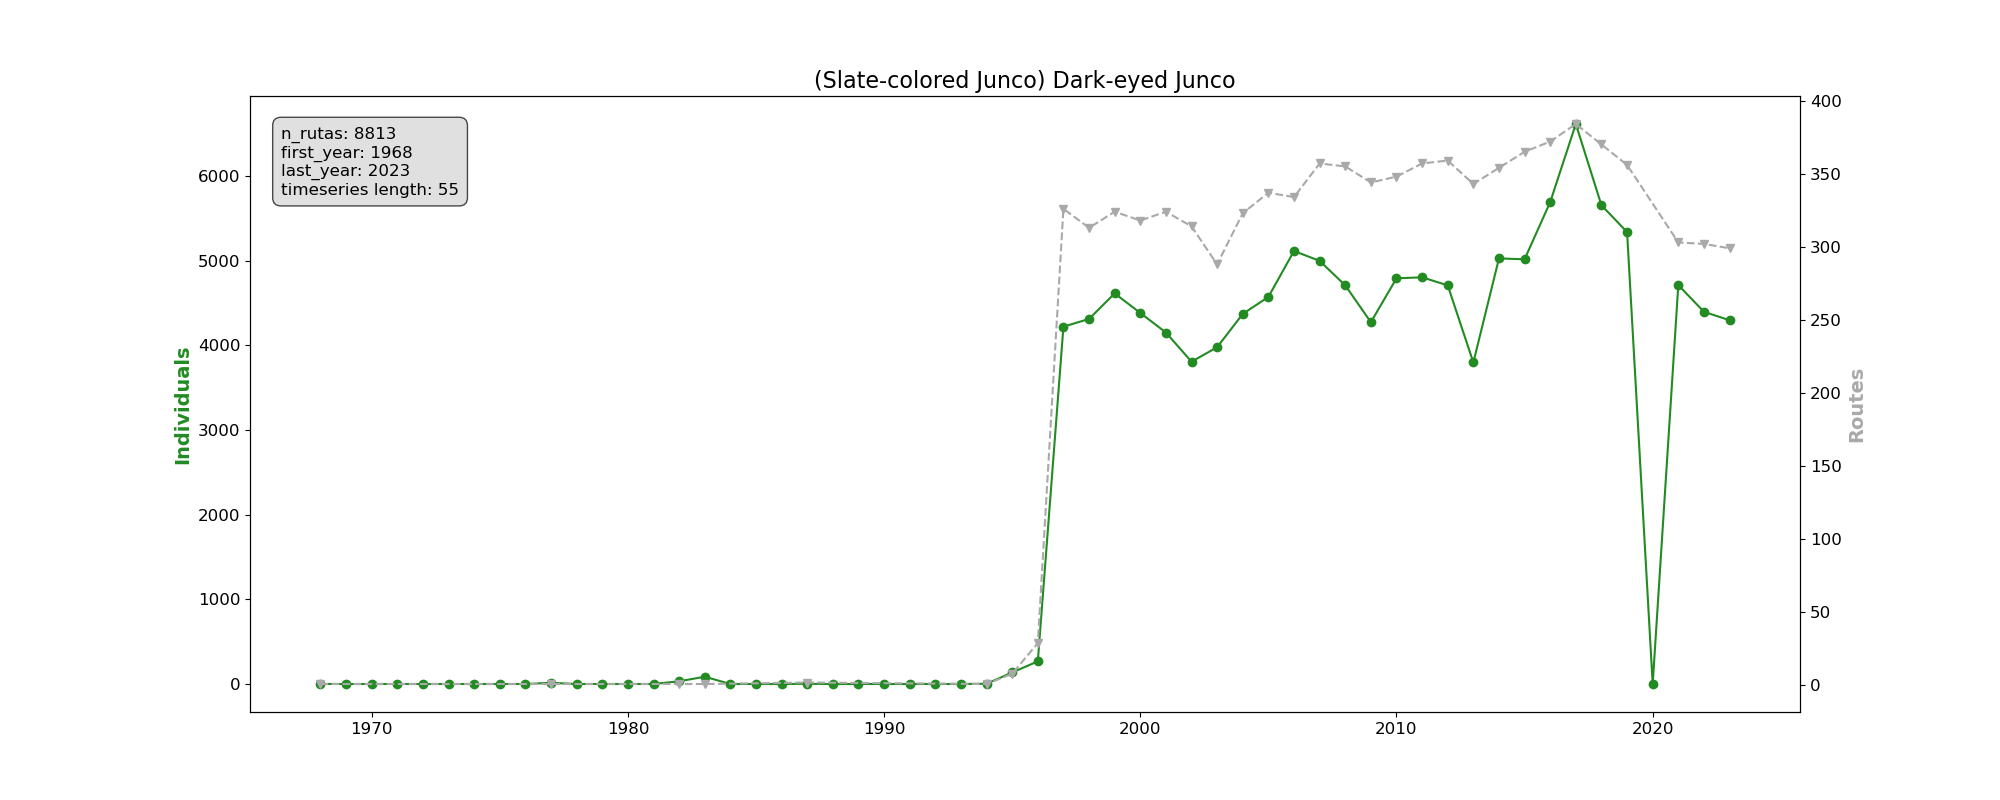 (Slate-colored Junco) Dark-eyed Junco
n_rutas: 8813
first_year: 1968
last_year: 2023
timeseries length: 55
Individuals
6000
5000
4000
3000
2000
1000
0
400
350
300
250
200
150
100
50
0
Routes
1970 1980 1990 2000 2010 2020